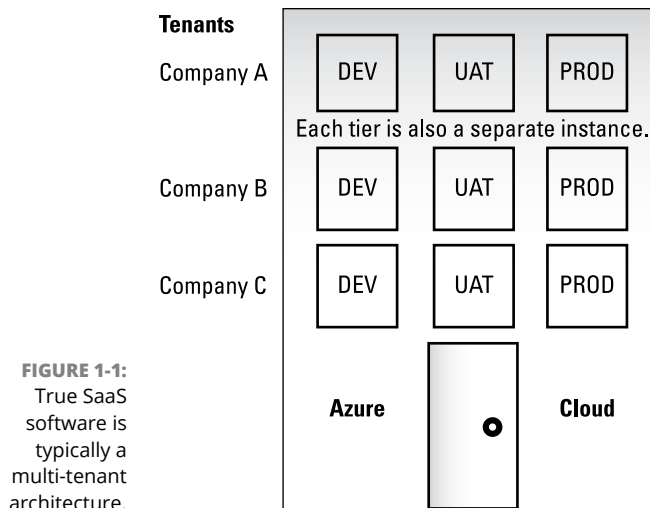 Tenants
Company A DEV UAT PROD
Each tier is also a separate instance.
Company B DEV UAT PROD
Company C DEV UAT PROD
Azure Cloud
FIGURE 1-1:
True SaaS
software is
typically a
multi-tenant
architecture.